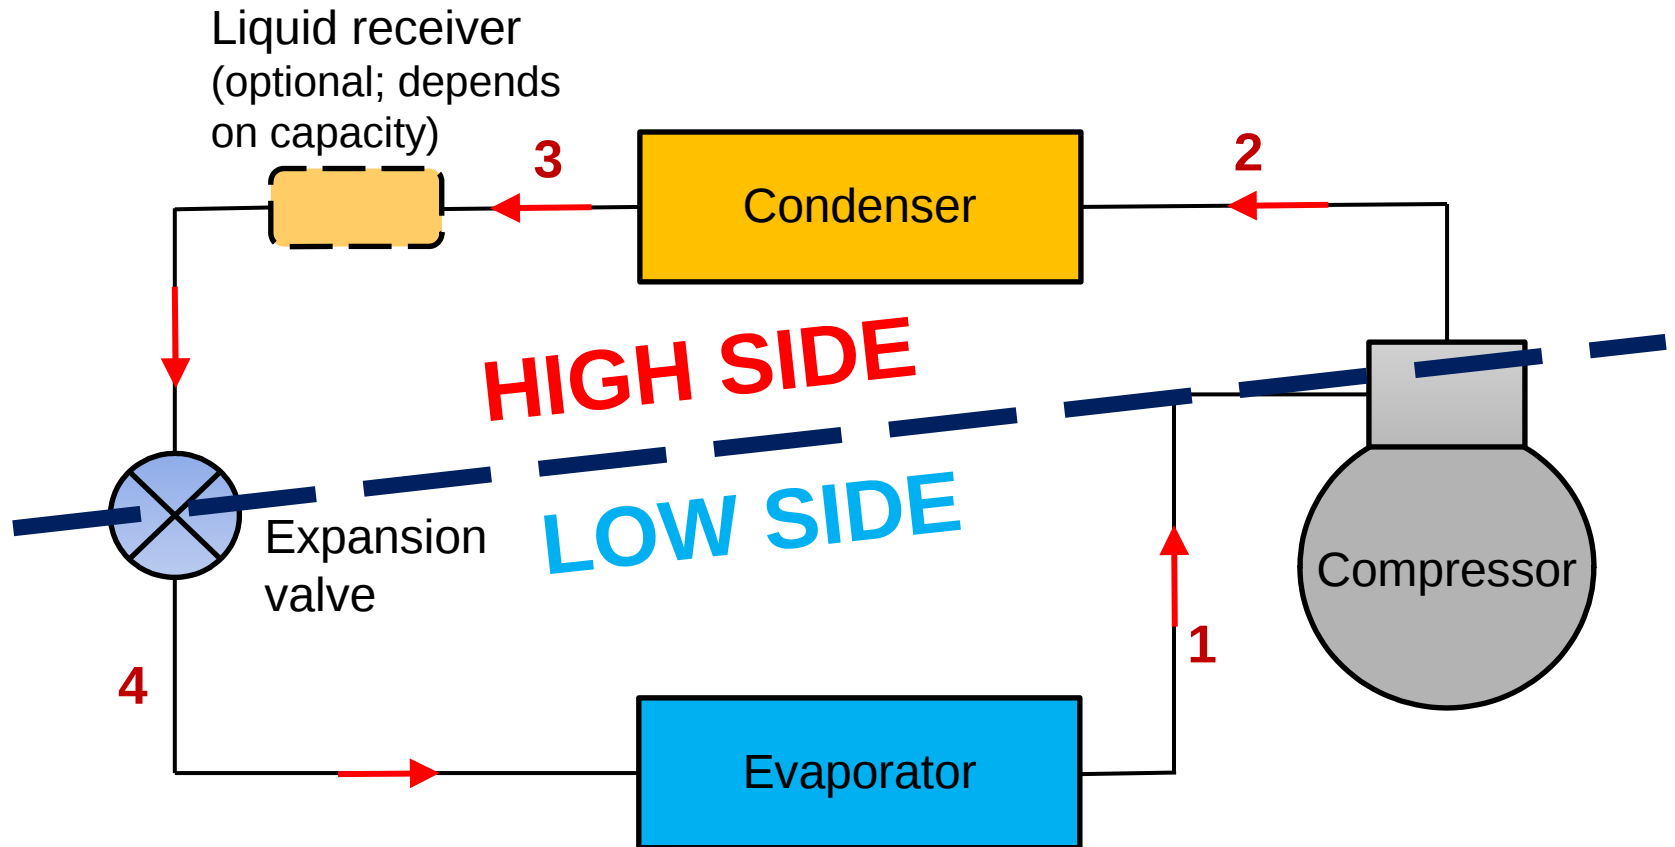 Liquid receiver
(optional; depends
on capacity)
3
2
Condenser
HIGH SIDE
LOW SIDE
Expansion
valve
Compressor
1
4
Evaporator